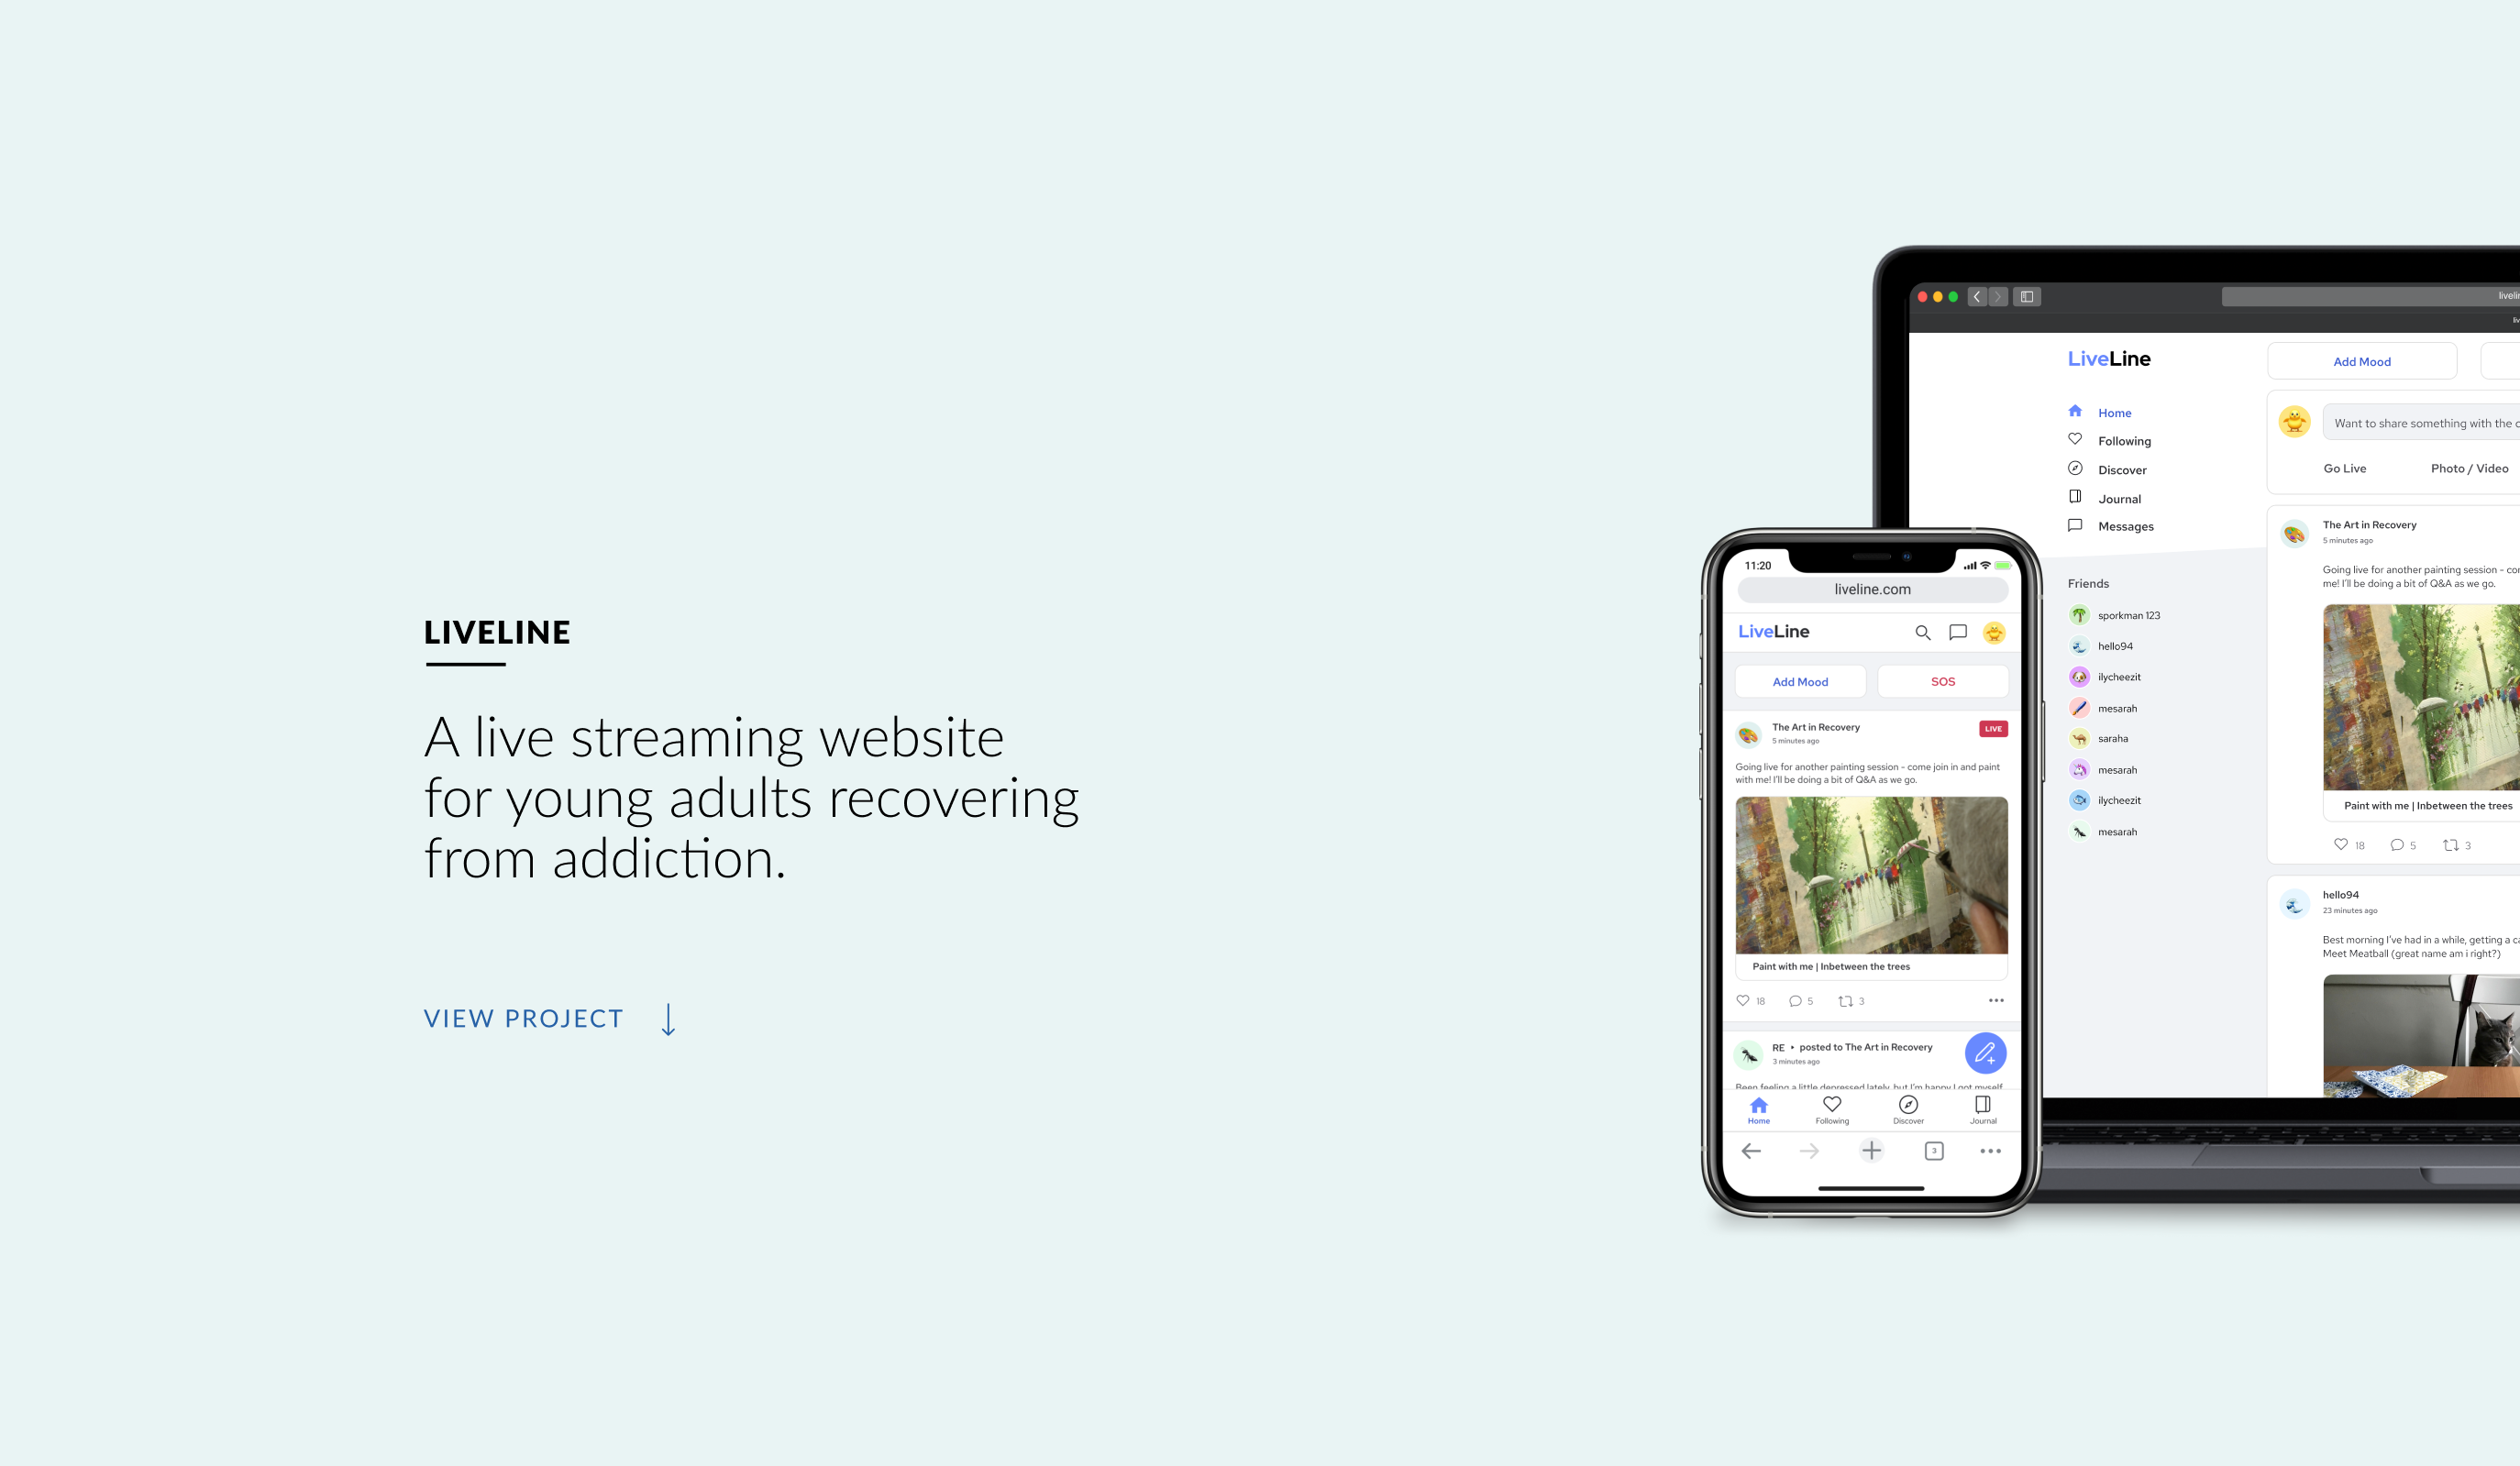 LIVELINE
A live streaming website
for young adults recovering
from addiction.
VIEW PROJECT
11:20
liveline.com
LiveLine
Add Mood
SOS
The Art in Recovery
5 minutes ago
LIVE
Going live for another painting session - come join in and paint
with me! I'll be doing a bit of Q&A as we go.
Paint with me | Inbetween the trees
18 5 3
RE • posted to The Art in Recovery
3 minutes ago
Been feeling a little depressed lately, but I'm happy I got myself
Home Following Discover Journal
3
LiveLine
Home
Following
Discover
Journal
Messages
Friends
sporkman 123
hello94
ilycheezit
mesarah
saraha
mesarah
ilycheezit
mesarah
Add Mood
Want to share something with the
Go Live Photo / Video
The Art in Recovery
5 minutes ago
Going live for another painting session -
me! I'll be doing a bit of Q&A as we go.
Paint with me | Inbetween the trees
18 5 3
hello94
23 minutes ago
Best morning I've had in a while, getting a
Meet Meatball (great name am i right?)